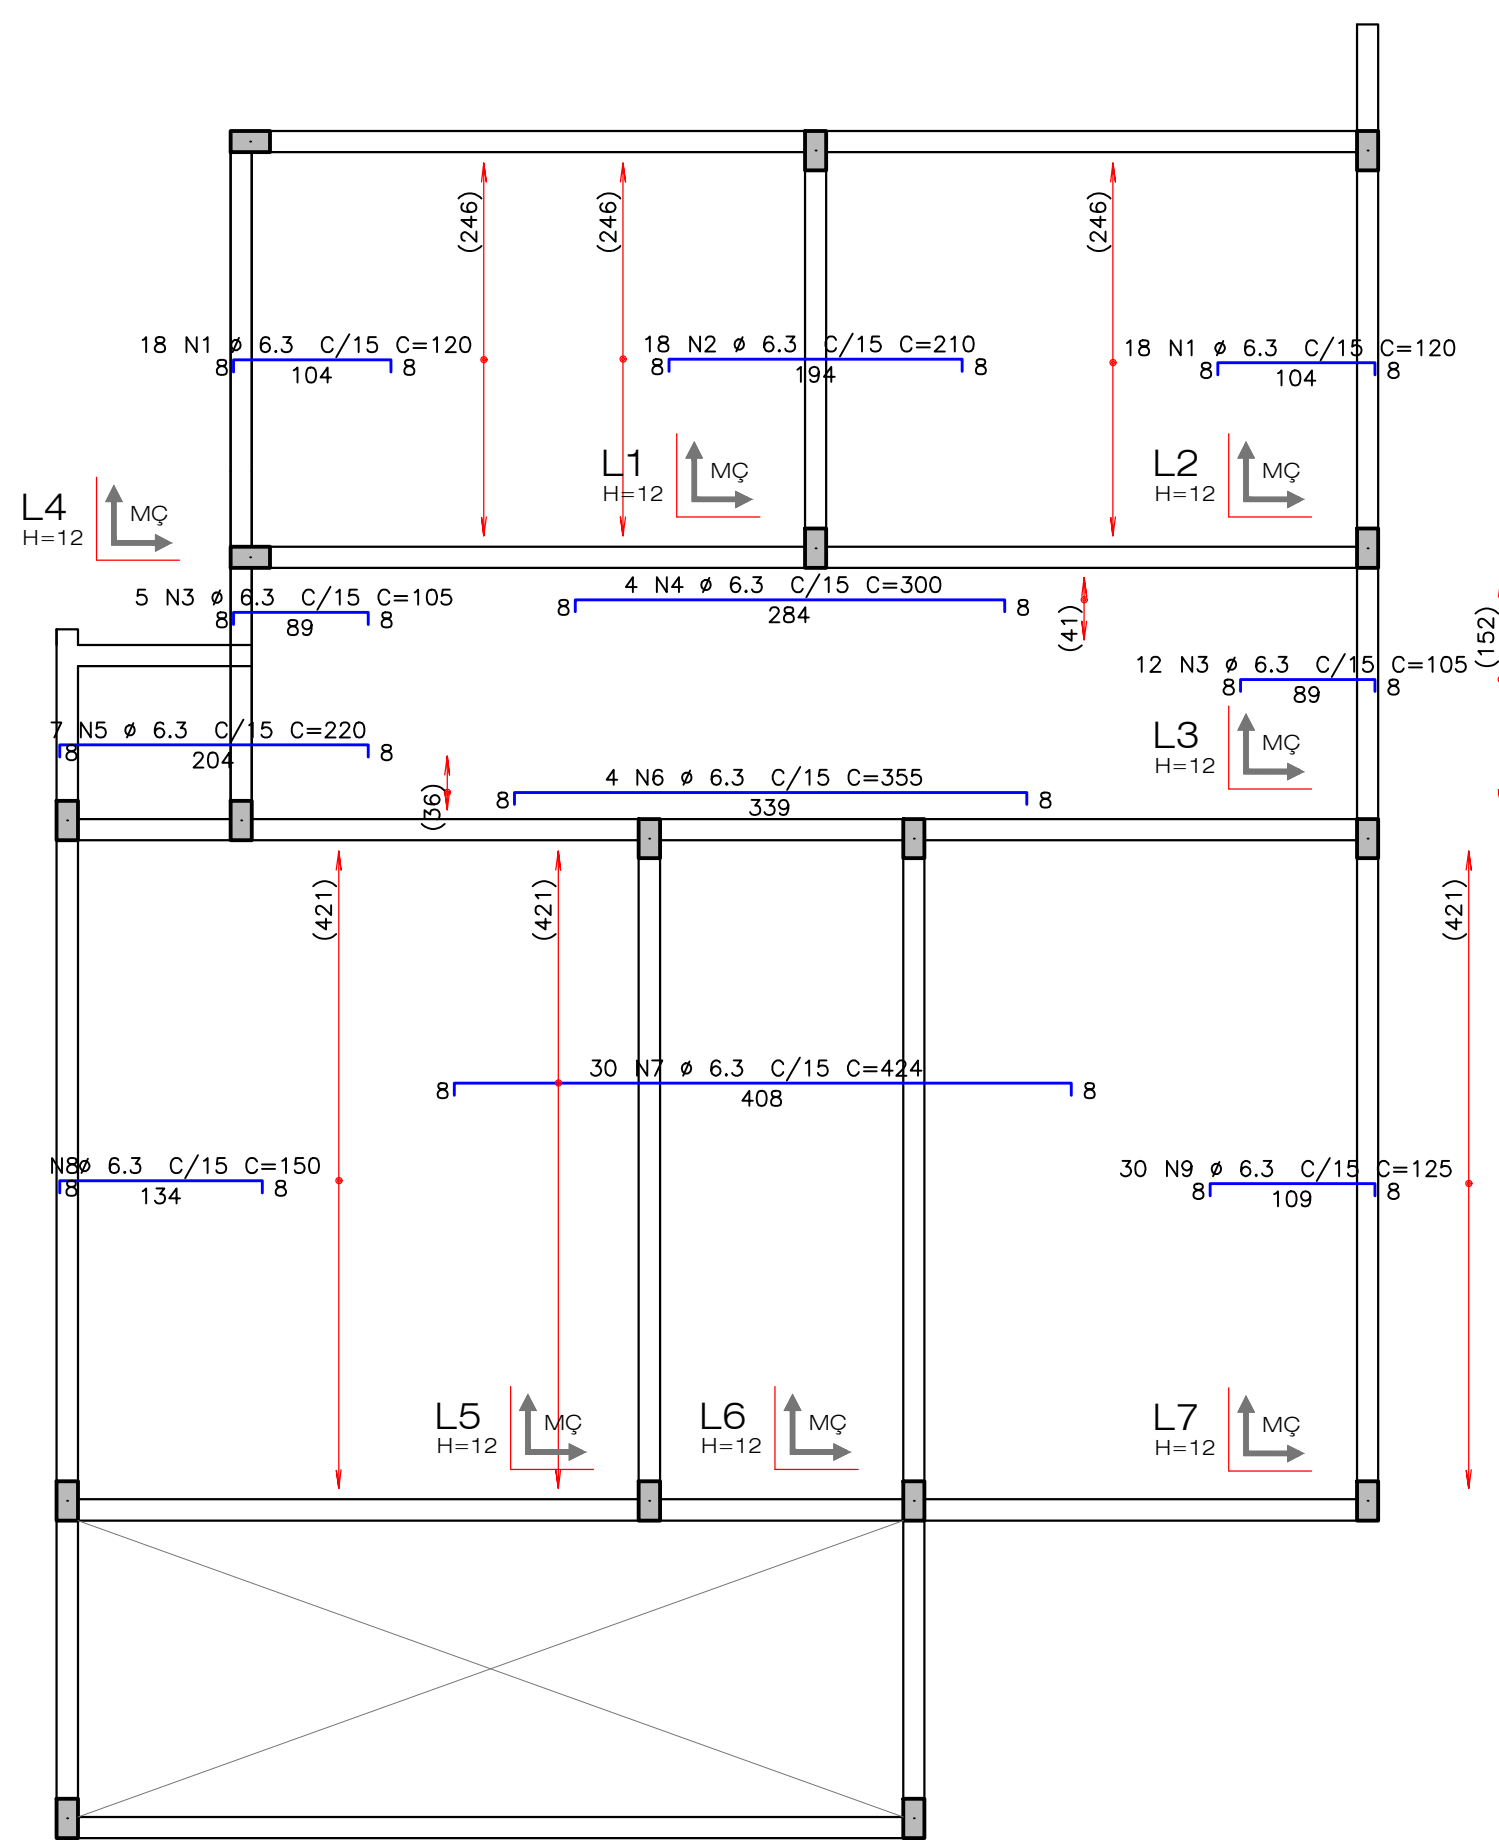 (246)
(246)
(246)
18 N1 ø 6.3 C/15 C=120
8 104 8
18 N2 ø 6.3 C/15 C=210
8 194 8
18 N1 ø 6.3 C/15 C=120
8 104 8
L1
H=12
MÇ
L2
H=12
MÇ
L4
H=12
MÇ
5 N3 ø 6.3 C/15 C=105
8 89 8
4 N4 ø 6.3 C/15 C=300
8 284 8
(41)
(152)
12 N3 ø 6.3 C/15 C=105
8 89 8
7 N5 ø 6.3 C/15 C=220
8 204 8
L3
H=12
MÇ
(36)
4 N6 ø 6.3 C/15 C=355
8 339 8
(421)
(421)
(421)
30 N7 ø 6.3 C/15 C=424
8 408 8
N8 ø 6.3 C/15 C=150
8 134 8
30 N9 ø 6.3 C/15 C=125
8 109 8
L5
H=12
MÇ
L6
H=12
MÇ
L7
H=12
MÇ